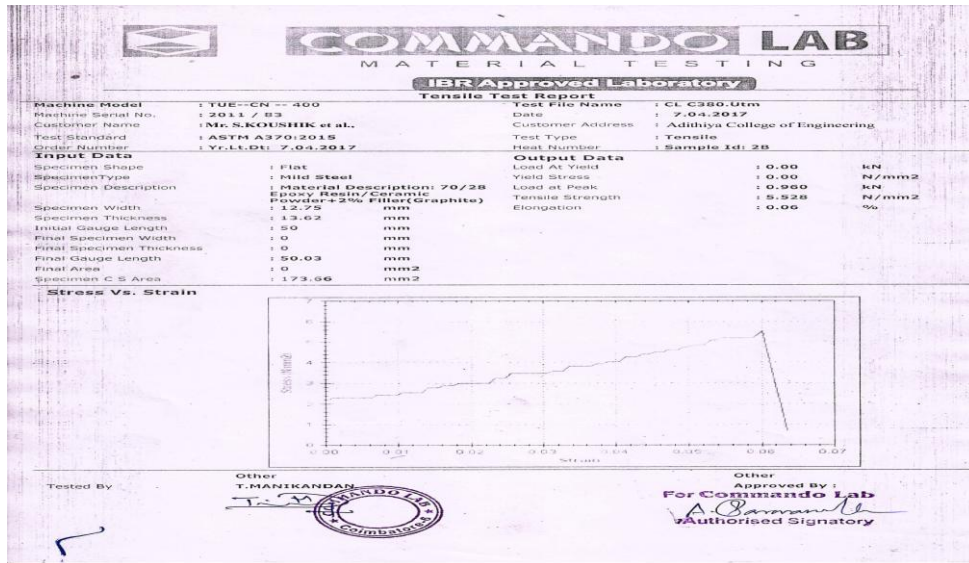 COMMANDO LAB
MATERIAL TESTING
IBR Approved Laboratory.
Tensile Test Report
Machine Model : TUE--CN -- 400 Test File Name : CL C380.Utm
Machine Serial No. : 2011 / 83 Date : 7.04.2017
Customer Name : Mr. S.KOUSHIK et al., Customer Address : Adithiya College of Engineering
Test Standard : ASTM A370:2015 Test Type : Tensile
Order Number : Yr.Lt.Dt: 7.04.2017 Heat Number : Sample Id: 2B
Input Data Output Data
Specimen Shape : Flat Load At Yield : 0.00 kN
SpecimenType : Mild Steel Yield Stress : 0.00 N/mm2
Specimen Description : Material Description: 70/28 Load at Peak : 0.960 kN
Epoxy Resin/Ceramic Tensile Strength : 5.528 N/mm2
Powder+2% Filler(Graphite)
Specimen Width : 12.75 mm Elongation : 0.06 %
Specimen Thickness : 13.62 mm
Initial Gauge Length : 50 mm
Final Specimen Width : 0 mm
Final Specimen Thickness : 0 mm
Final Gauge Length : 50.03 mm
Final Area : 0 mm2
Specimen C S Area : 173.66 mm2
Stress Vs. Strain
7
6
5
4
3
2
1
0
Stress N/mm2
0.00 0.01 0.02 0.03 0.04 0.05 0.06 0.07
Strain
Other Other
Tested By T.MANIKANDAN Approved By :
For Commando Lab
COMMANDO LAB
Coimbatore-6
Authorised Signatory